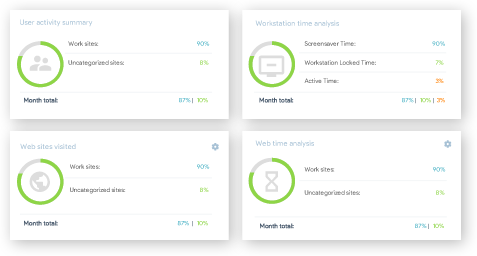 User activity summary
Work sites: 90%
Uncategorized sites: 8%
Month total: 87% | 10%
Workstation time analysis
Screensaver Time: 90%
Workstation Locked Time: 7%
Active Time: 3%
Month total: 87% | 10% | 3%
Web sites visited
Work sites: 90%
Uncategorized sites: 8%
Month total: 87% | 10%
Web time analysis
Work sites: 90%
Uncategorized sites: 8%
Month total: 87% | 10%